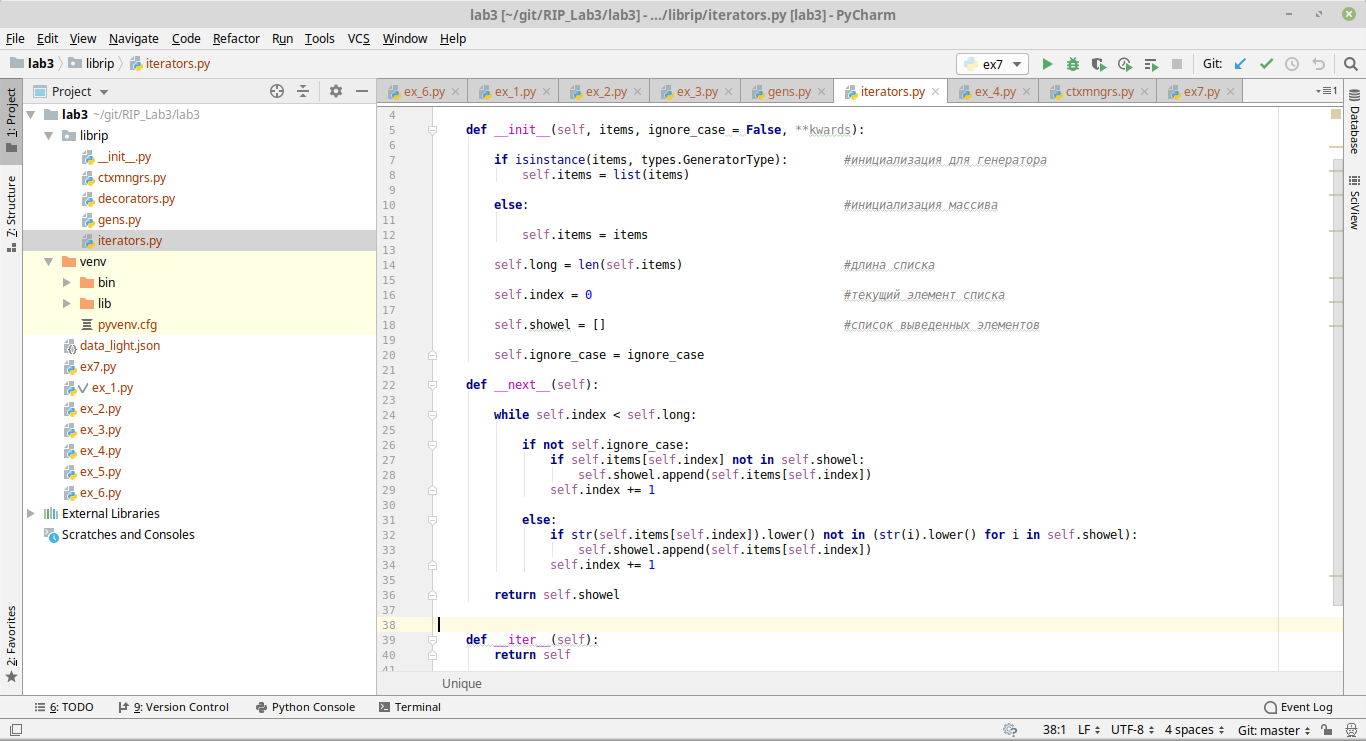 lab3 [~/git/RIP_Lab3/lab3] - .../librip/iterators.py [lab3] - PyCharm
File Edit View Navigate Code Refactor Run Tools VCS Window Help
lab3 librip iterators.py ex7 Git:
1: Project
7: Structure
2: Favorites
Project
lab3 ~/git/RIP_Lab3/lab3
librip
__init__.py
ctxmngrs.py
decorators.py
gens.py
iterators.py
venv
bin
lib
pyvenv.cfg
data_light.json
ex7.py
ex_1.py
ex_2.py
ex_3.py
ex_4.py
ex_5.py
ex_6.py
External Libraries
Scratches and Consoles
ex_6.py ex_1.py ex_2.py ex_3.py gens.py iterators.py ex_4.py ctxmngrs.py ex7.py 1
4
5 def __init__(self, items, ignore_case = False, **kwards):
6
7 if isinstance(items, types.GeneratorType): #инициализация для генератора
8 self.items = list(items)
9
10 else: #инициализация массива
11
12 self.items = items
13
14 self.long = len(self.items) #длина списка
15
16 self.index = 0 #текущий элемент списка
17
18 self.showel = [] #список выведенных элементов
19
20 self.ignore_case = ignore_case
21
22 def __next__(self):
23
24 while self.index < self.long:
25
26 if not self.ignore_case:
27 if self.items[self.index] not in self.showel:
28 self.showel.append(self.items[self.index])
29 self.index += 1
30
31 else:
32 if str(self.items[self.index]).lower() not in (str(i).lower() for i in self.showel):
33 self.showel.append(self.items[self.index])
34 self.index += 1
35
36 return self.showel
37
38
39 def __iter__(self):
40 return self
41
Unique
Database
SciView
6: TODO 9: Version Control Python Console Terminal Event Log
38:1 LF UTF-8 4 spaces Git: master